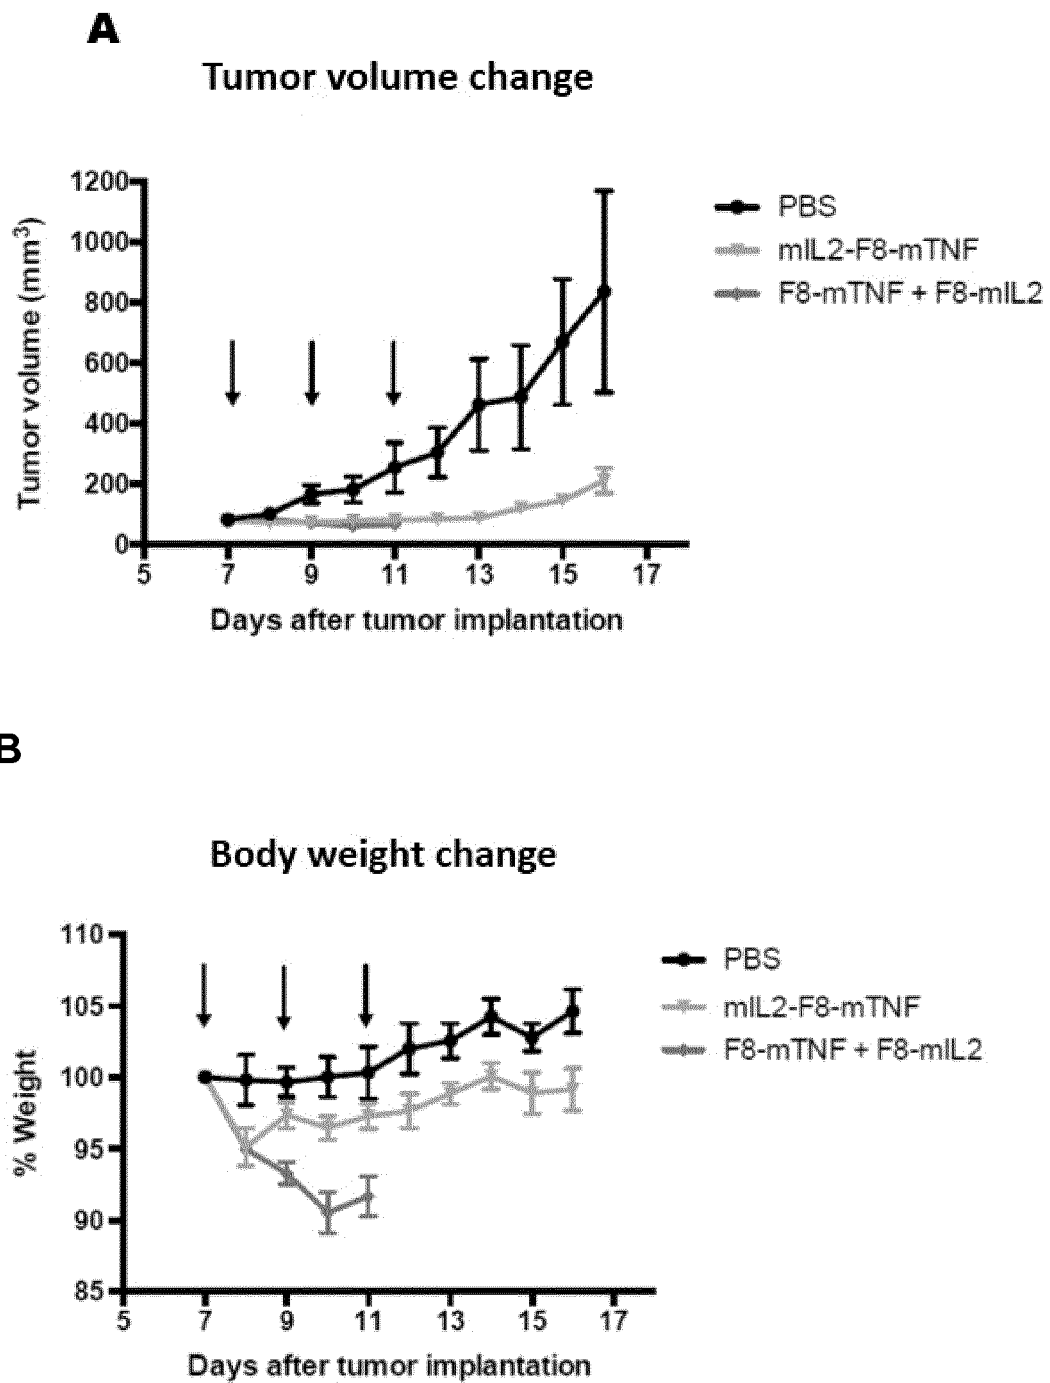 A
Tumor volume change
1200
1000
800
600
400
200
0
Tumor volume (mm³)
5 7 9 11 13 15 17
Days after tumor implantation
PBS
mIL2-F8-mTNF
F8-mTNF + F8-mIL2
B
Body weight change
110
105
100
95
90
85
% Weight
5 7 9 11 13 15 17
Days after tumor implantation
PBS
mIL2-F8-mTNF
F8-mTNF + F8-mIL2